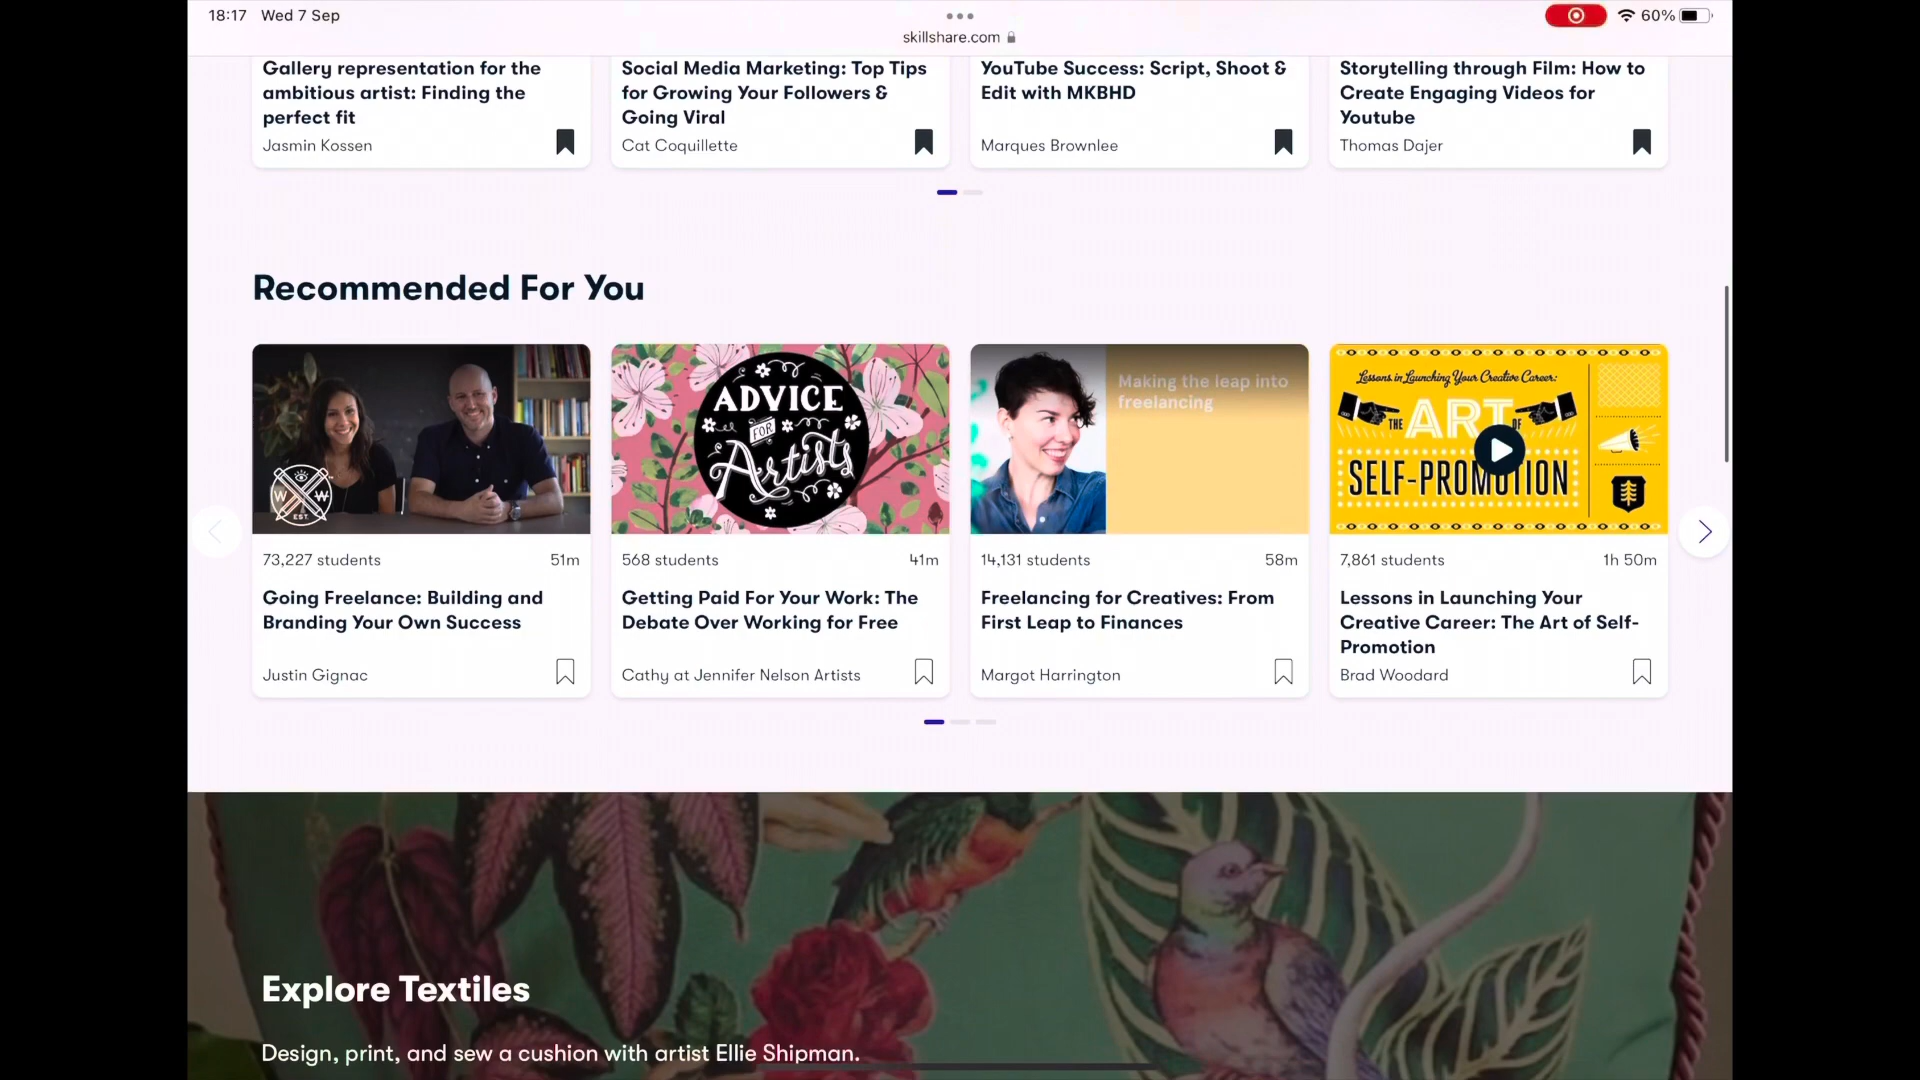 18:17 Wed 7 Sep
60%
skillshare.com
Gallery representation for the
ambitious artist: Finding the
perfect fit
Jasmin Kossen
Social Media Marketing: Top Tips
for Growing Your Followers &
Going Viral
Cat Coquillette
YouTube Success: Script, Shoot &
Edit with MKBHD
Marques Brownlee
Storytelling through Film: How to
Create Engaging Videos for
Youtube
Thomas Dajer
Recommended For You
W W
EST.
73,227 students 51m
Going Freelance: Building and
Branding Your Own Success
Justin Gignac
ADVICE
FOR
Artists
568 students 41m
Getting Paid For Your Work: The
Debate Over Working for Free
Cathy at Jennifer Nelson Artists
Making the leap into
freelancing
14,131 students 58m
Freelancing for Creatives: From
First Leap to Finances
Margot Harrington
Lessons in Launching Your Creative Career:
THE ART OF
SELF-PROMOTION
7,861 students 1h 50m
Lessons in Launching Your
Creative Career: The Art of Self-
Promotion
Brad Woodard
Explore Textiles
Design, print, and sew a cushion with artist Ellie Shipman.